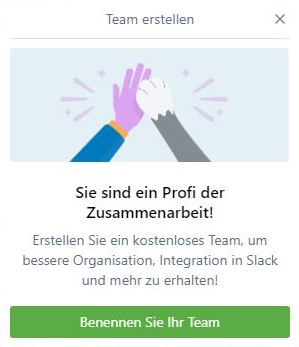 Team erstellen
Sie sind ein Profi der
Zusammenarbeit!
Erstellen Sie ein kostenloses Team, um
bessere Organisation, Integration in Slack
und mehr zu erhalten!
Benennen Sie Ihr Team